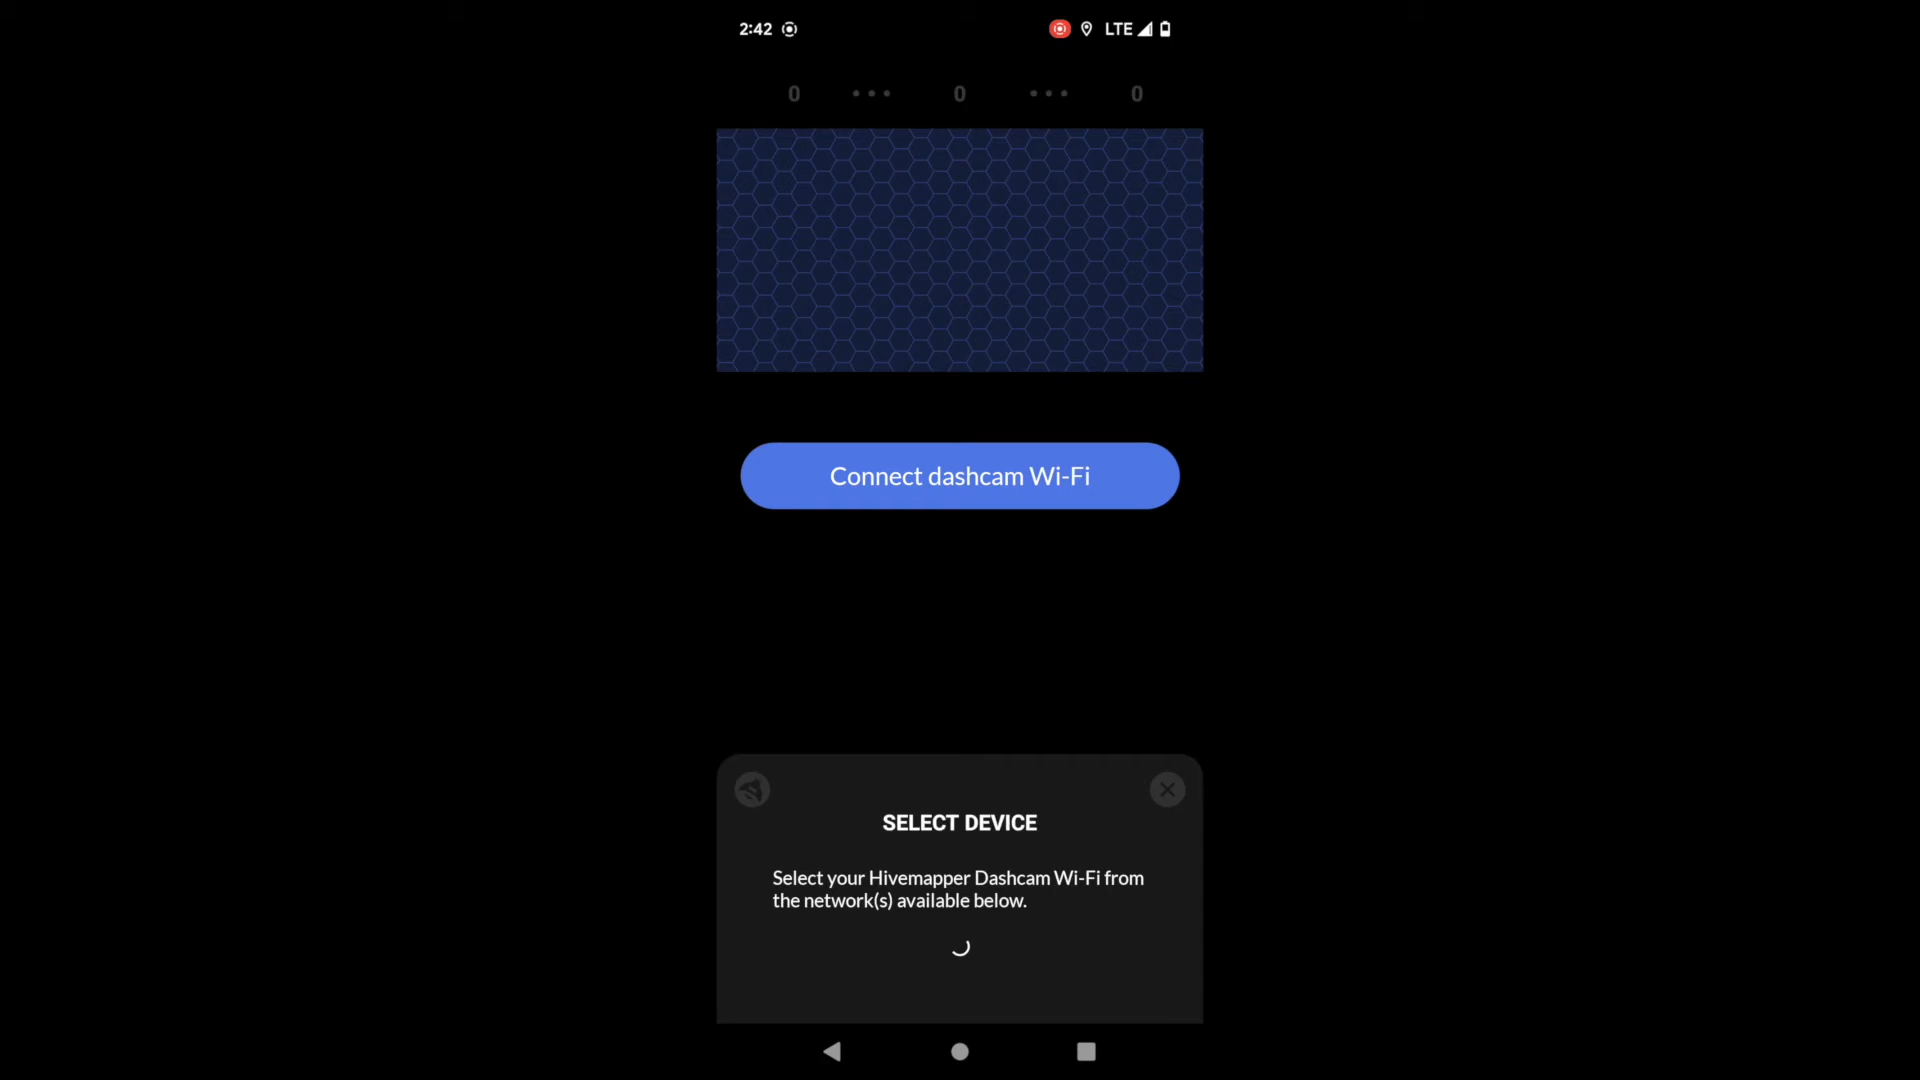 2:42 LTE
0 ... 0 ... 0
Connect dashcam Wi-Fi
SELECT DEVICE
Select your Hivemapper Dashcam Wi-Fi from
the network(s) available below.